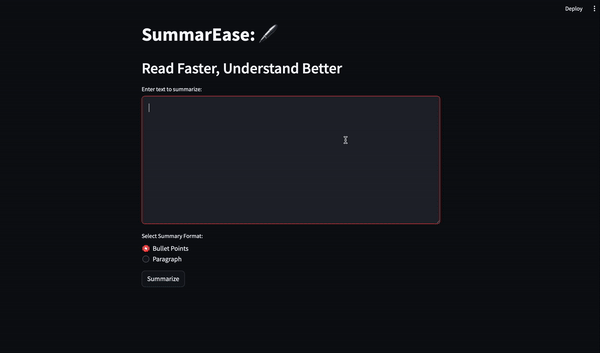 Deploy
SummarEase: 🖋️
Read Faster, Understand Better
Enter text to summarize:
Select Summary Format:
Bullet Points
Paragraph
Summarize